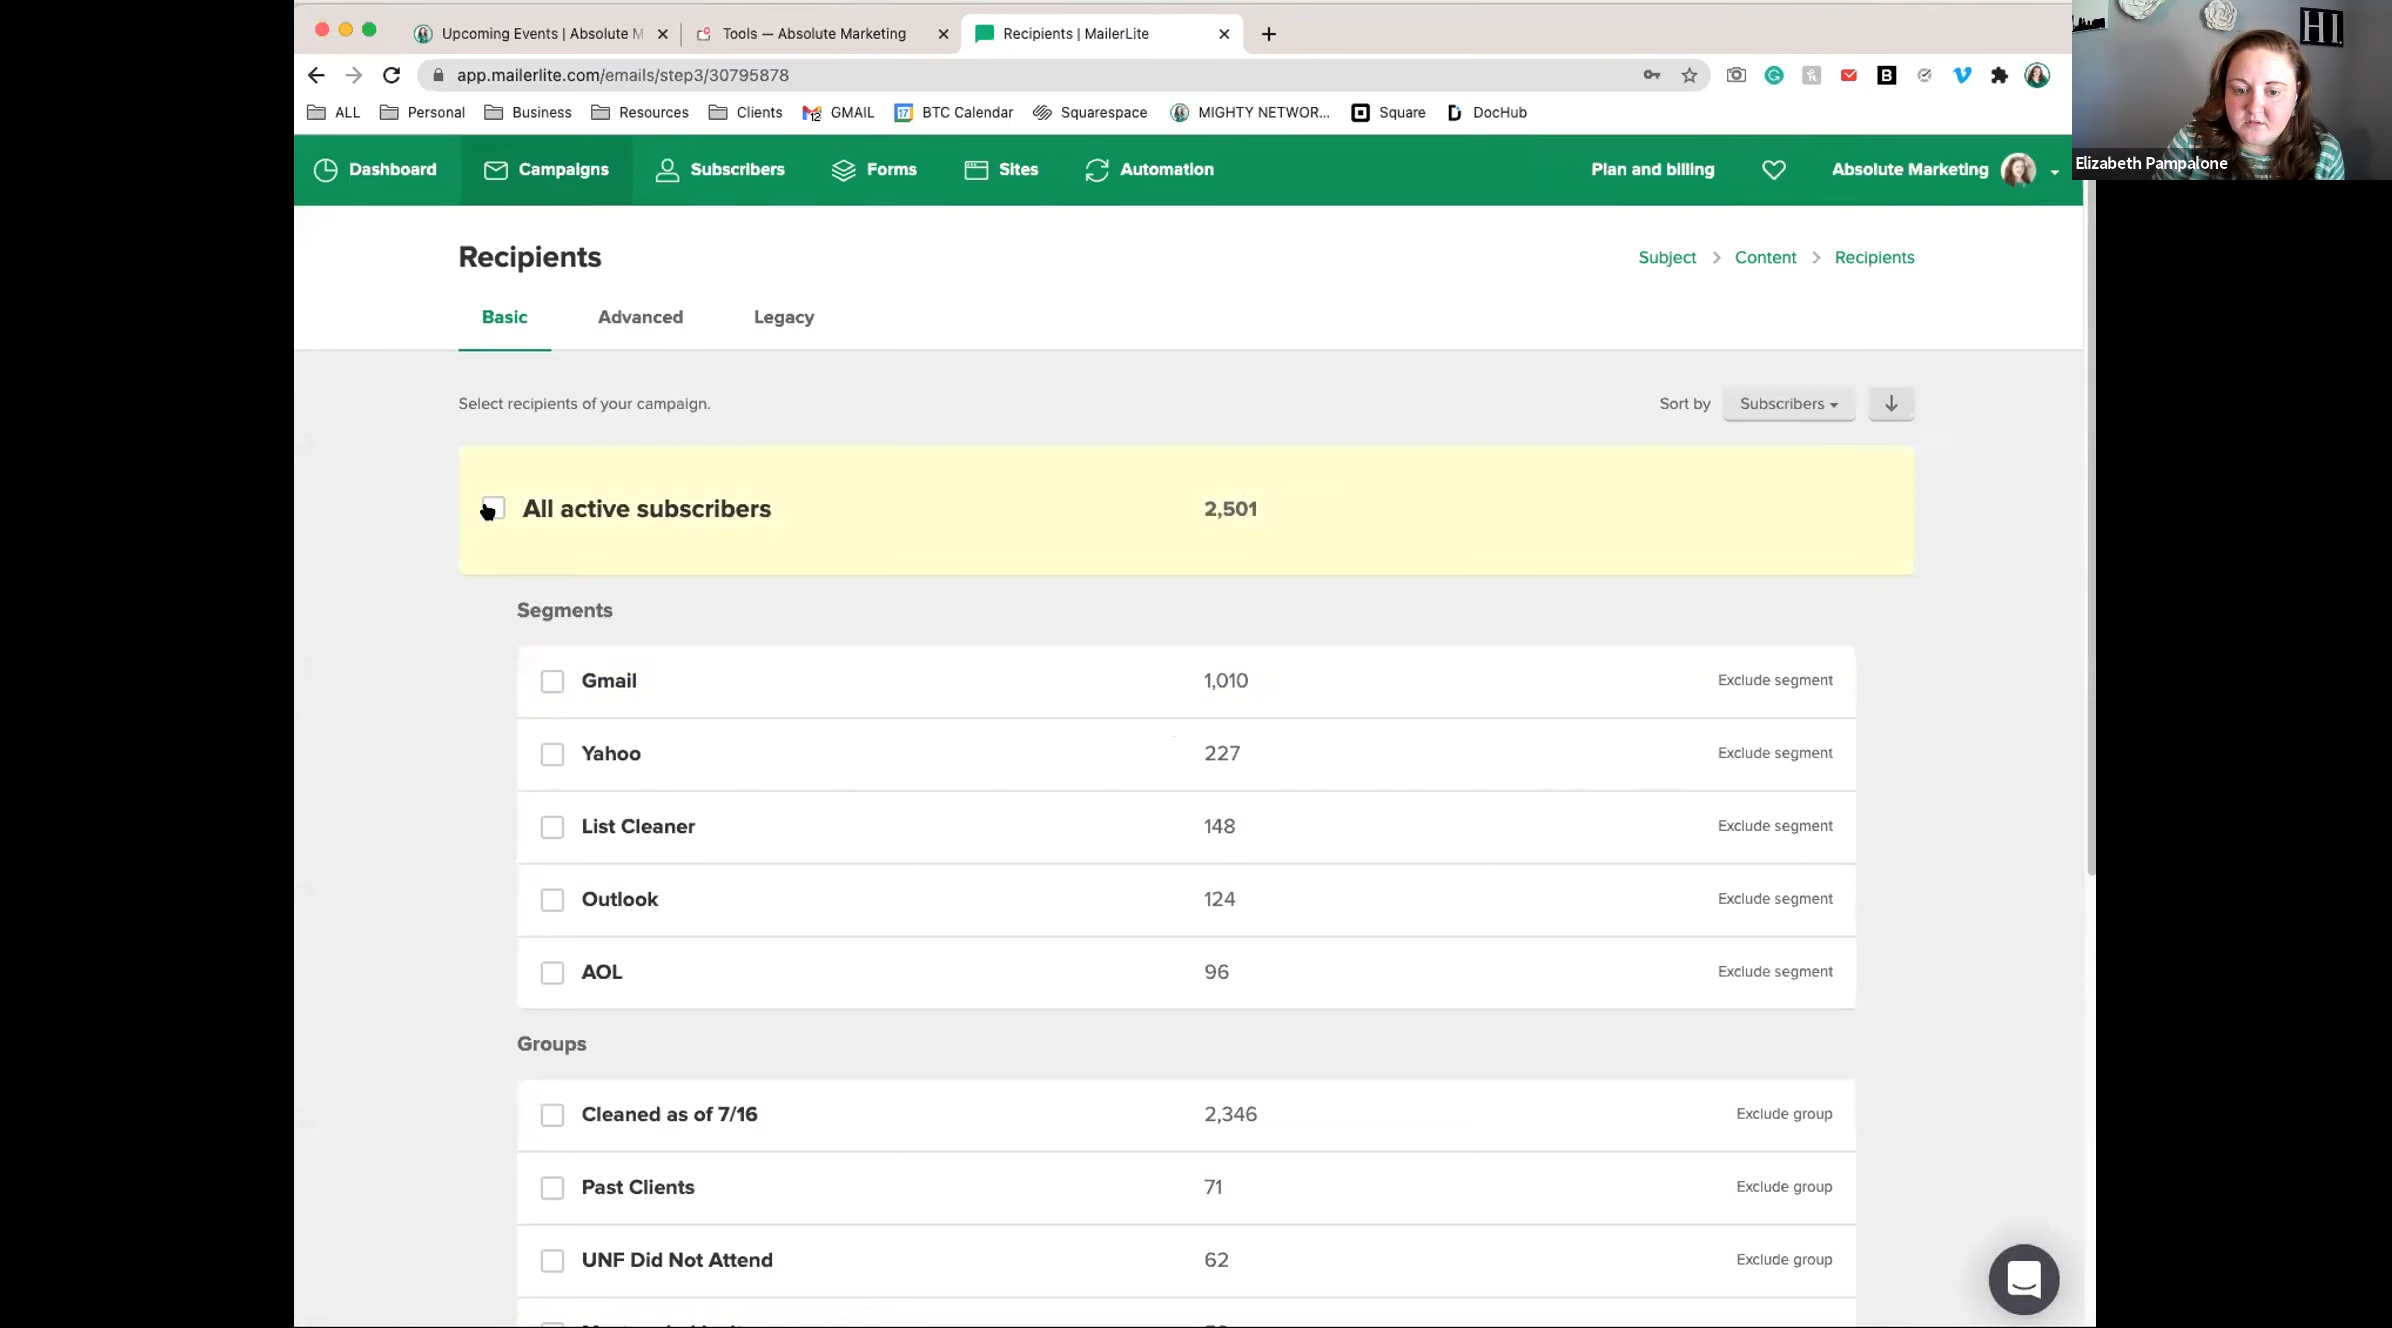 Upcoming Events | Absolute M
Tools — Absolute Marketing
Recipients | MailerLite
app.mailerlite.com/emails/step3/30795878
ALL Personal Business Resources Clients GMAIL BTC Calendar Squarespace MIGHTY NETWOR... Square DocHub
HI.
Elizabeth Pampalone
Dashboard Campaigns Subscribers Forms Sites Automation Plan and billing Absolute Marketing
Recipients
Subject > Content > Recipients
Basic Advanced Legacy
Select recipients of your campaign.
Sort by Subscribers
All active subscribers 2,501
Segments
Gmail 1,010 Exclude segment
Yahoo 227 Exclude segment
List Cleaner 148 Exclude segment
Outlook 124 Exclude segment
AOL 96 Exclude segment
Groups
Cleaned as of 7/16 2,346 Exclude group
Past Clients 71 Exclude group
UNF Did Not Attend 62 Exclude group